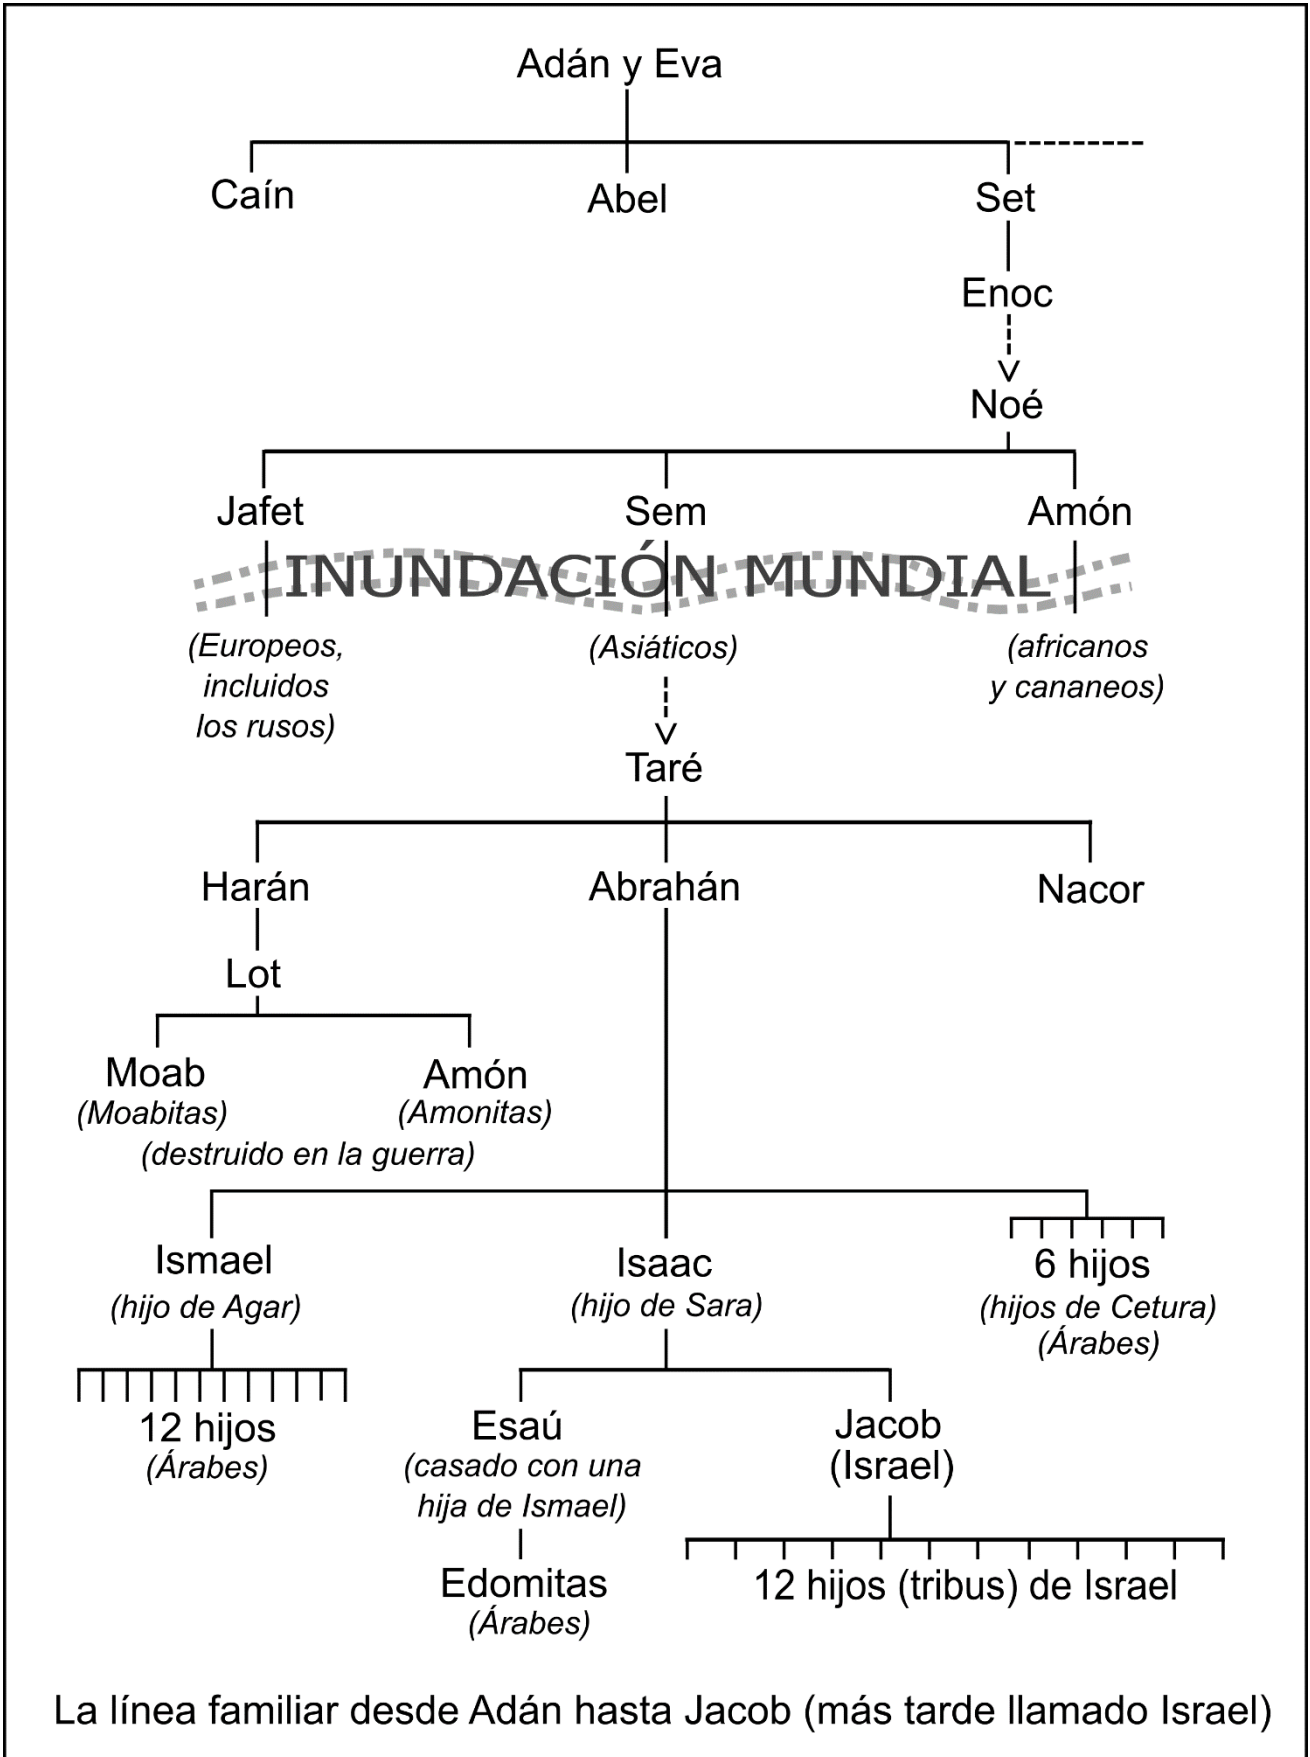 Adán y Eva
Caín
Abel
Set
Enoc
Noé
Jafet
Sem
Amón
INUNDACIÓN MUNDIAL
(Europeos,
incluidos
los rusos)
(Asiáticos)
(africanos
y cananeos)
Taré
Harán
Abrahán
Nacor
Lot
Moab
(Moabitas)
Amón
(Amonitas)
(destruido en la guerra)
Ismael
(hijo de Agar)
Isaac
(hijo de Sara)
6 hijos
(hijos de Cetura)
(Árabes)
12 hijos
(Árabes)
Esaú
(casado con una
hija de Ismael)
Jacob
(Israel)
Edomitas
(Árabes)
12 hijos (tribus) de Israel
La línea familiar desde Adán hasta Jacob (más tarde llamado Israel)